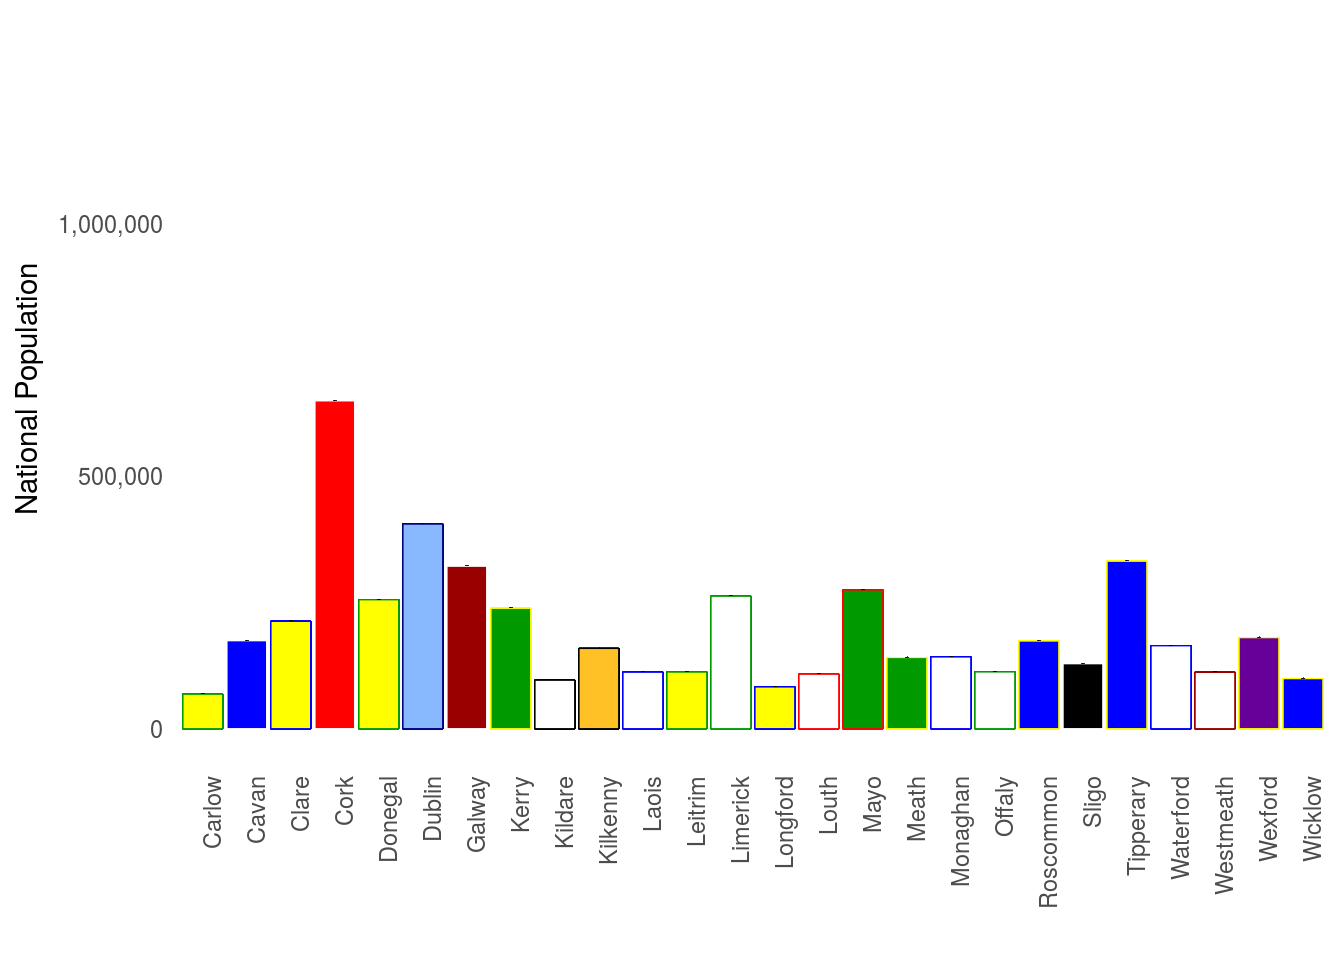 National Population
1,000,000
500,000
0
Carlow
Cavan
Clare
Cork
Donegal
Dublin
Galway
Kerry
Kildare
Kilkenny
Laois
Leitrim
Limerick
Longford
Louth
Mayo
Meath
Monaghan
Offaly
Roscommon
Sligo
Tipperary
Waterford
Westmeath
Wexford
Wicklow